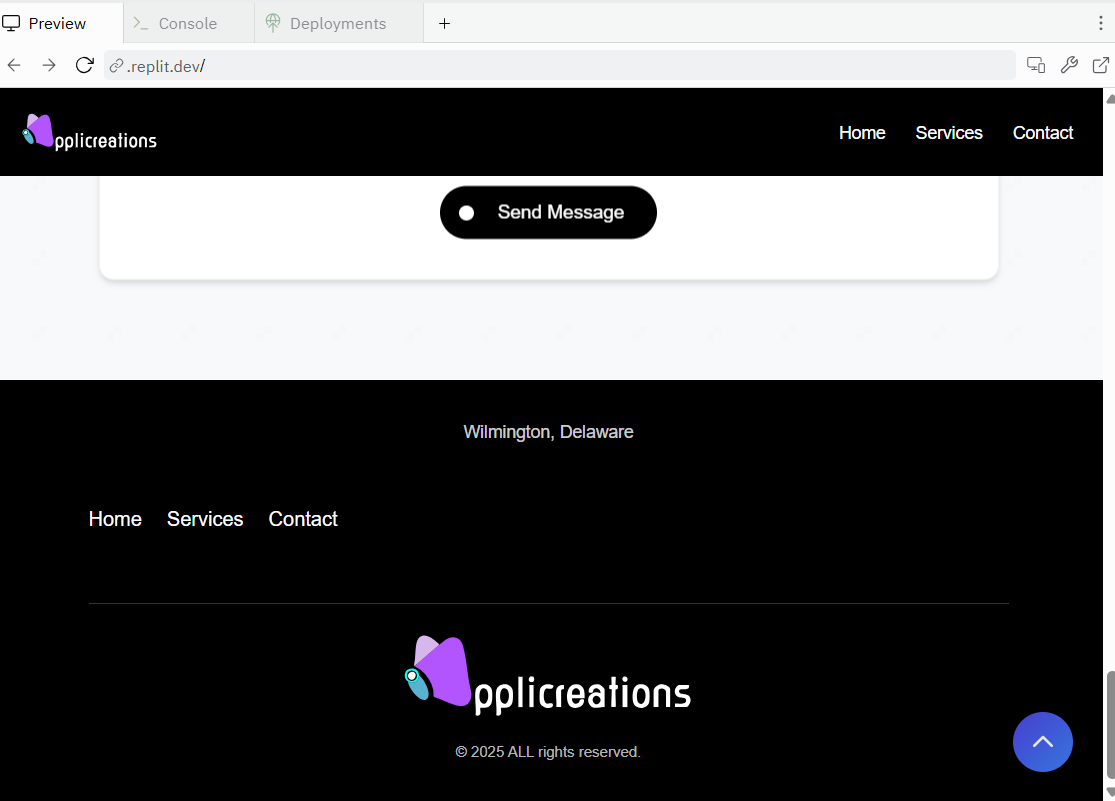 Preview
Console
Deployments
.replit.dev/
pplicreations
Home Services Contact
Send Message
Wilmington, Delaware
Home Services Contact
pplicreations
© 2025 ALL rights reserved.